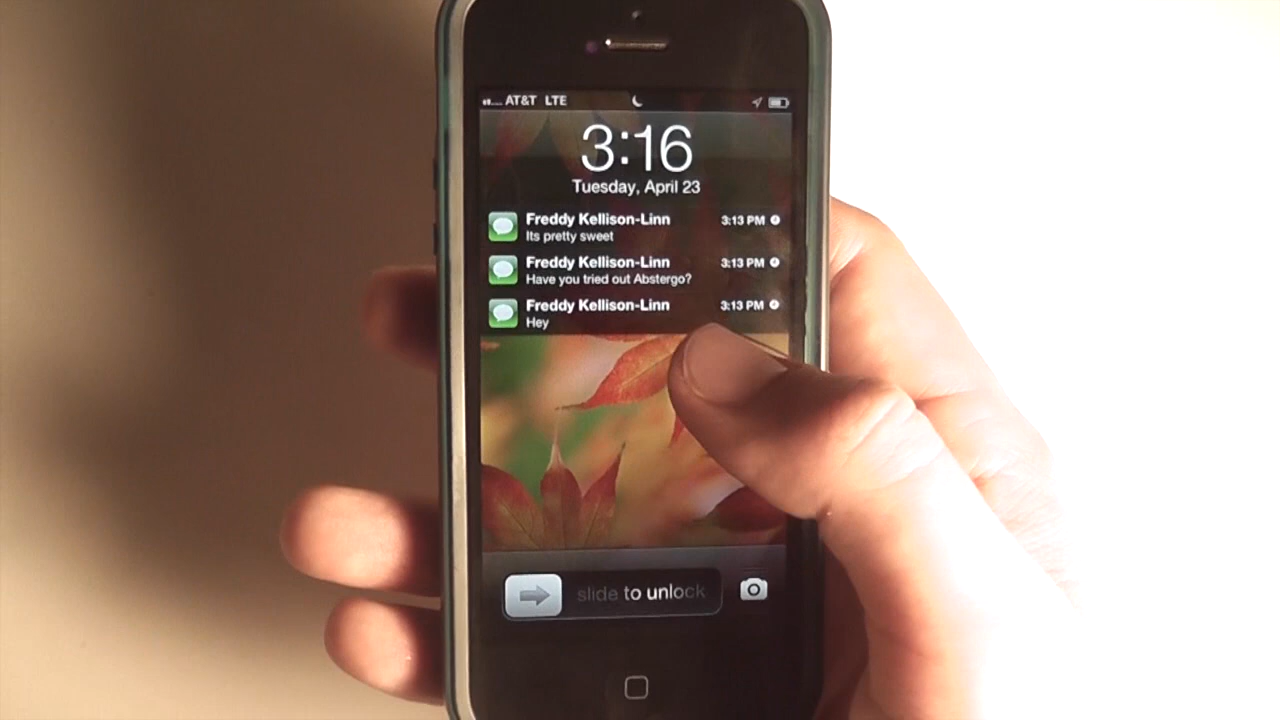 AT&T LTE
3:16
Tuesday, April 23
Freddy Kellison-Linn 3:13 PM
Its pretty sweet
Freddy Kellison-Linn 3:13 PM
Have you tried out Abstergo?
Freddy Kellison-Linn 3:13 PM
Hey
slide to unlock